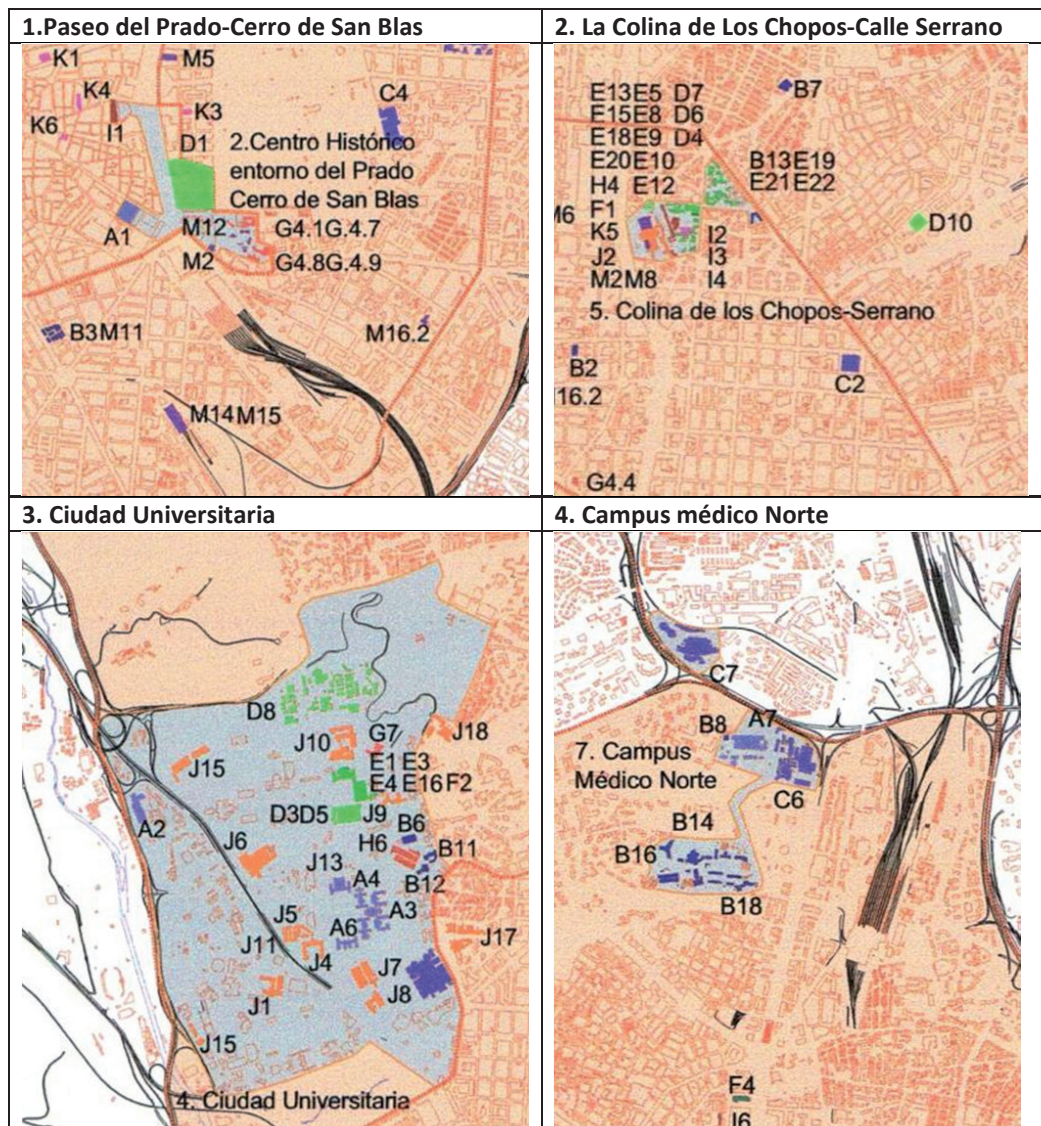 1.Paseo del Prado-Cerro de San Blas
K1
M5
K4
C4
K3
K6
I1
D1
2.Centro Histórico
entorno del Prado
Cerro de San Blas
A1
M12
G4.1G.4.7
M2
G4.8G.4.9
B3M11
M16.2
M14M15
2. La Colina de Los Chopos-Calle Serrano
B7
E13E5 D7
E15E8 D6
E18E9 D4
E20E10
B13E19
H4 E12
E21E22
M6
F1
D10
K5
I2
J2
I3
M2M8
I4
5. Colina de los Chopos-Serrano
B2
C2
16.2
G4.4
3. Ciudad Universitaria
D8
J18
G7
J10
E1E3
J15
E4E16F2
A2
D3D5
J9
B6
J6
H6
B11
J13
A4
B12
A3
J5
A6
J17
J11
J4
J7
J8
J1
J15
4. Ciudad Universitaria
4. Campus médico Norte
C7
B8
A7
7. Campus
Médico Norte
C6
B14
B16
B18
F4
I6